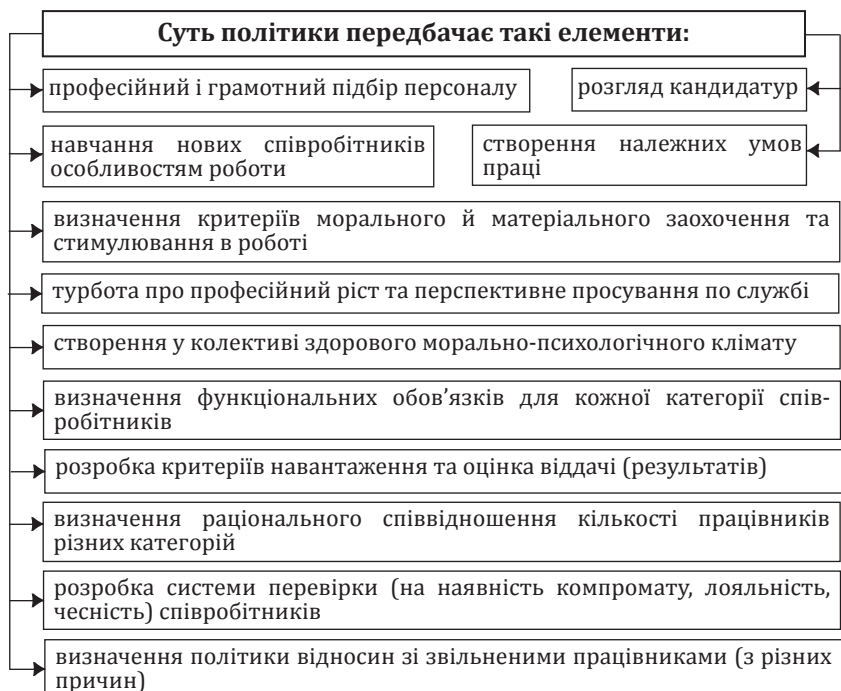 Суть політики передбачає такі елементи:
професійний і грамотний підбір персоналу
розгляд кандидатур
навчання нових співробітників
особливостям роботи
створення належних умов
праці
визначення критеріїв морального й матеріального заохочення та
стимулювання в роботі
турбота про професійний ріст та перспективне просування по службі
створення у колективі здорового морально-психологічного клімату
визначення функціональних обов’язків для кожної категорії спів-
робітників
розробка критеріїв навантаження та оцінка віддачі (результатів)
визначення раціонального співвідношення кількості працівників
різних категорій
розробка системи перевірки (на наявність компромату, лояльність,
чесність) співробітників
визначення політики відносин зі звільненими працівниками (з різних
причин)